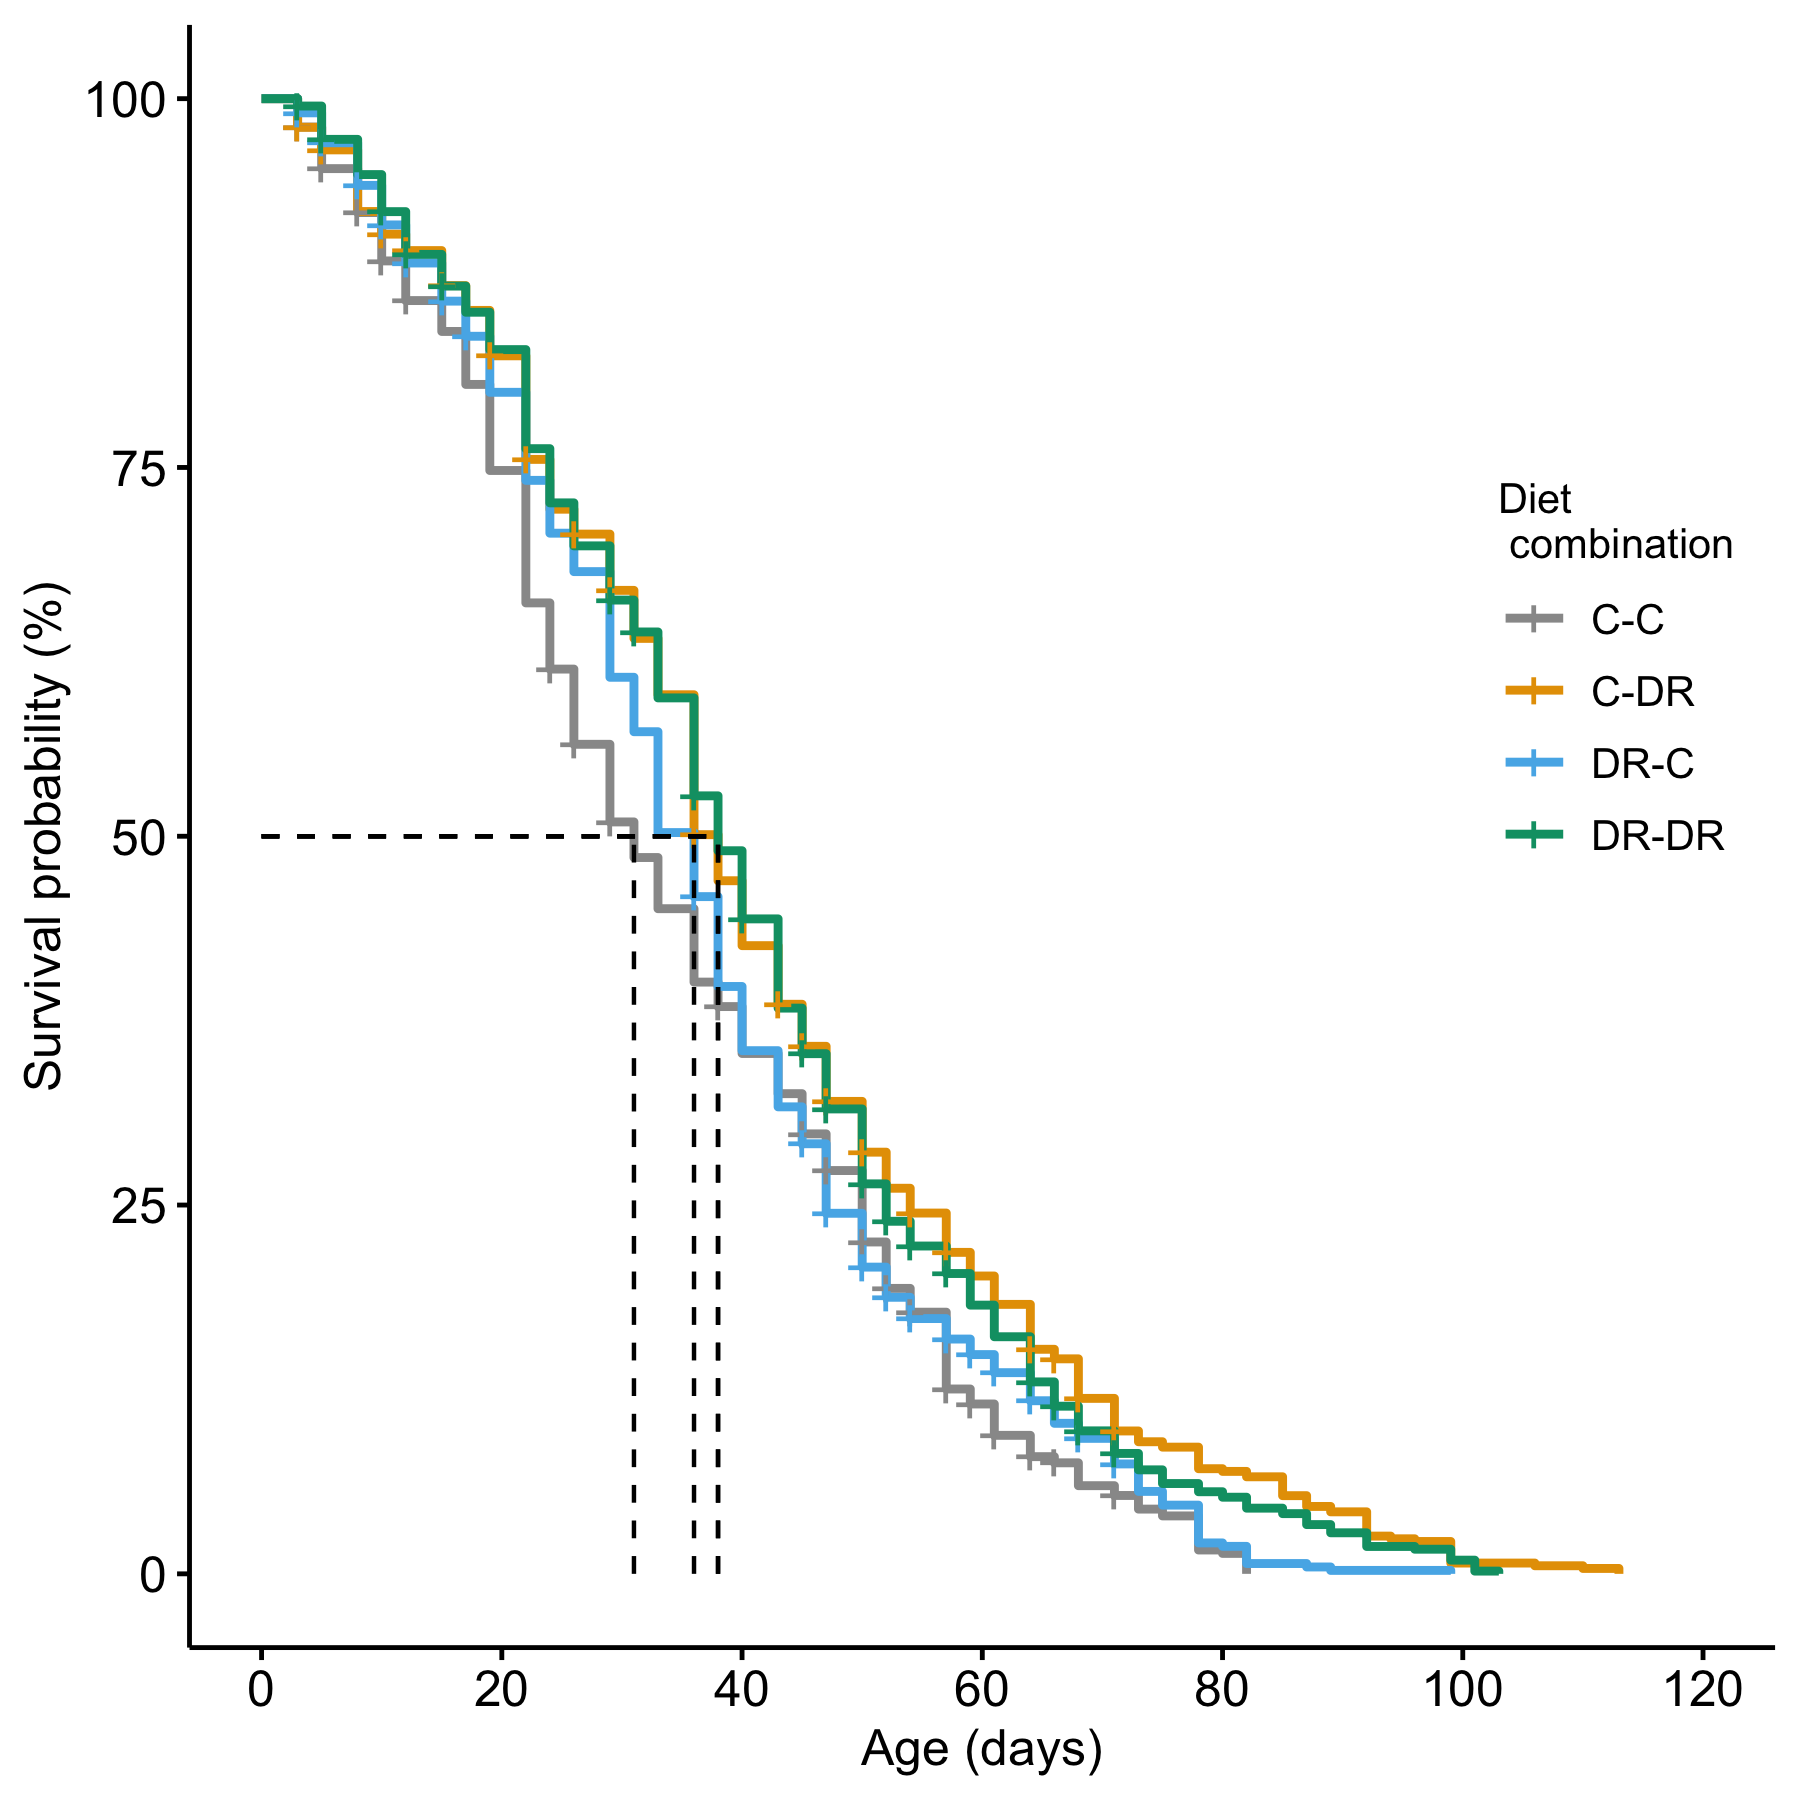 100
75
50
25
0
Survival probability (%)
0 20 40 60 80 100 120
Age (days)
Diet
combination
C-C
C-DR
DR-C
DR-DR